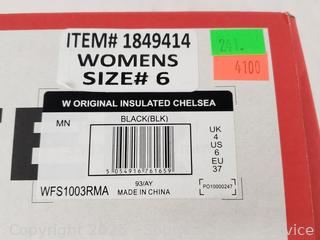 ITEM# 1849414
WOMENS
SIZE# 6
241
4100
W ORIGINAL INSULATED CHELSEA
MN
BLACK(BLK)
UK
4
US
6
EU
37
5 054916 761659
WFS1003RMA
93/AY
MADE IN CHINA
PO10000247